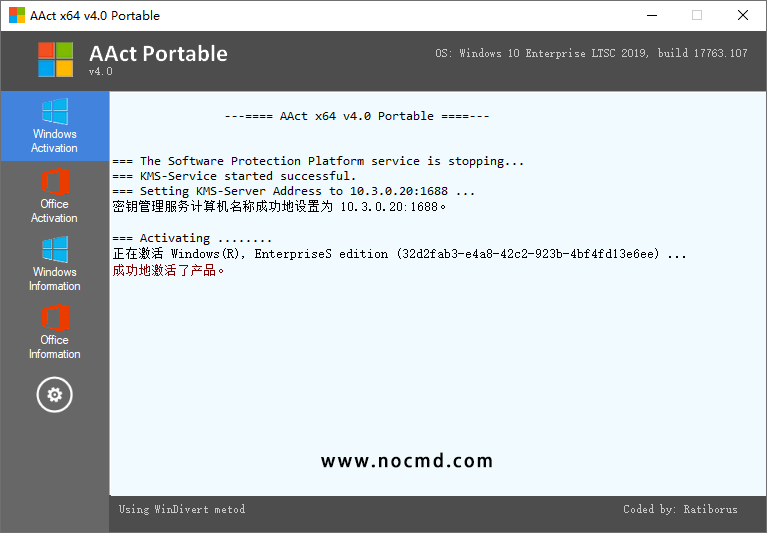 AAct x64 v4.0 Portable
AAct Portable
v4.0
OS: Windows 10 Enterprise LTSC 2019, build 17763.107
Windows
Activation
Office
Activation
Windows
Information
Office
Information
---==== AAct x64 v4.0 Portable ====---
=== The Software Protection Platform service is stopping...
=== KMS-Service started successful.
=== Setting KMS-Server Address to 10.3.0.20:1688 ...
密钥管理服务计算机名称成功地设置为 10.3.0.20:1688。
=== Activating ........
正在激活 Windows(R), EnterpriseS edition (32d2fab3-e4a8-42c2-923b-4bf4fd13e6ee) ...
成功地激活了产品。
www.nocmd.com
Using WinDivert metod
Coded by: Ratiborus